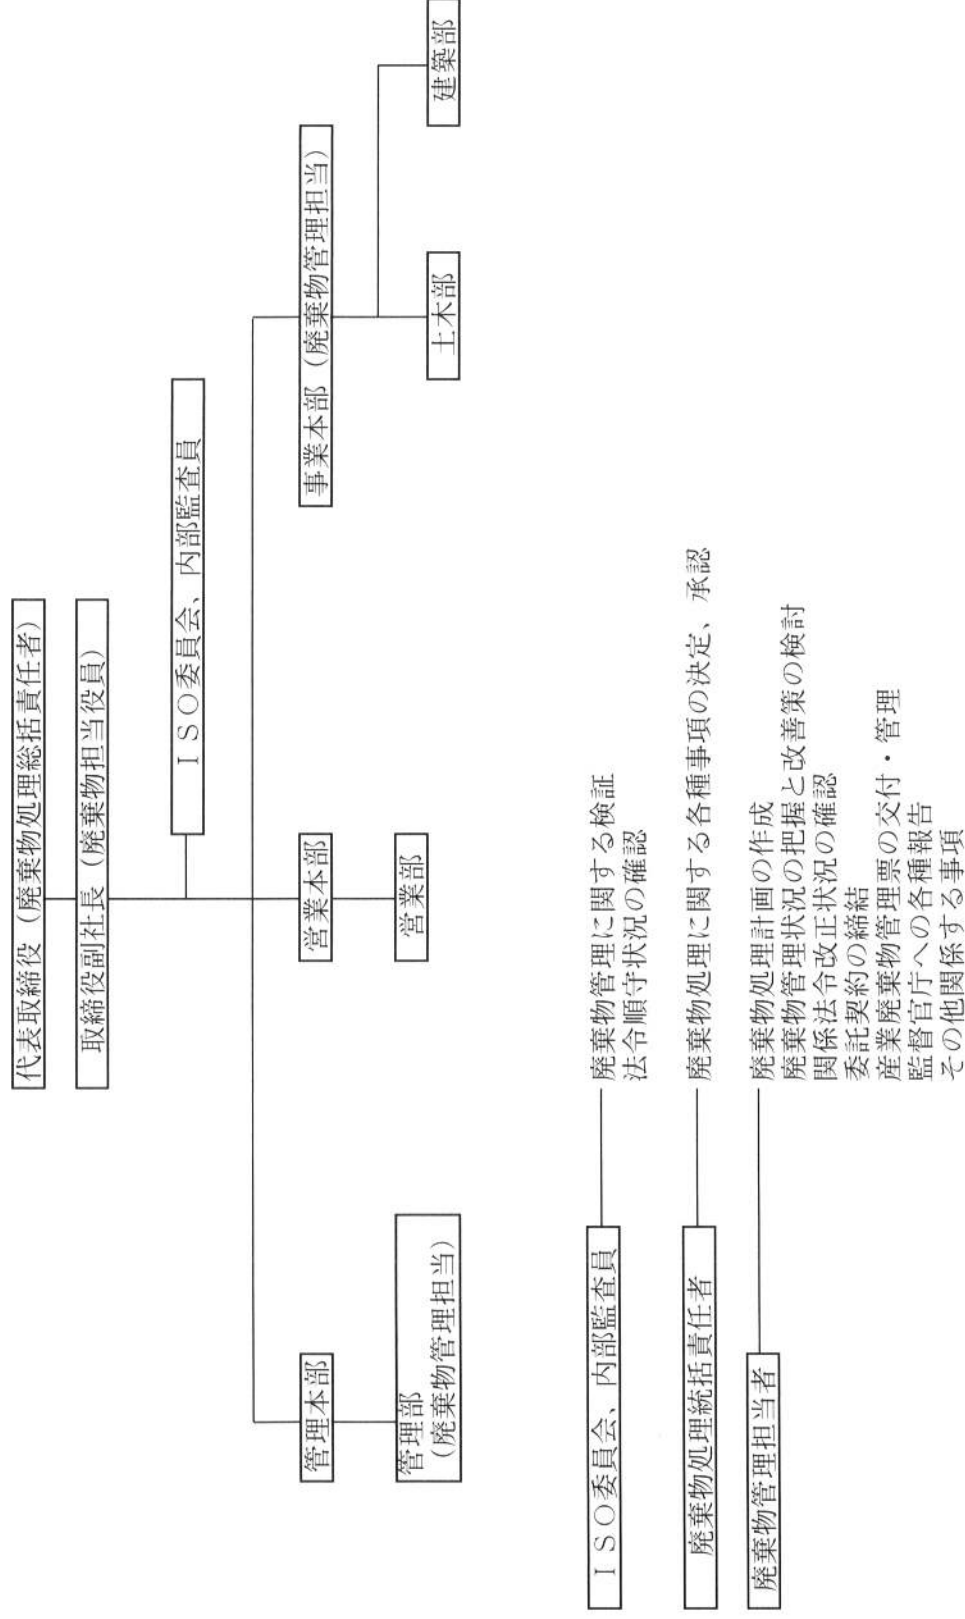 代表取締役（廃棄物処理総括責任者）
取締役副社長（廃棄物担当役員）
ＩＳＯ委員会、内部監査員
管理本部
営業本部
事業本部（廃棄物管理担当）
管理部
（廃棄物管理担当）
営業部
土木部
建築部
ＩＳＯ委員会、内部監査員
廃棄物管理に関する検証
法令順守状況の確認
廃棄物処理統括責任者
廃棄物処理に関する各種事項の決定、承認
廃棄物管理担当者
廃棄物処理計画の作成
廃棄物管理状況の把握と改善策の検討
関係法令改正状況の確認
委託契約の締結
産業廃棄物管理票の交付・管理
監督官庁への各種報告
その他関係する事項